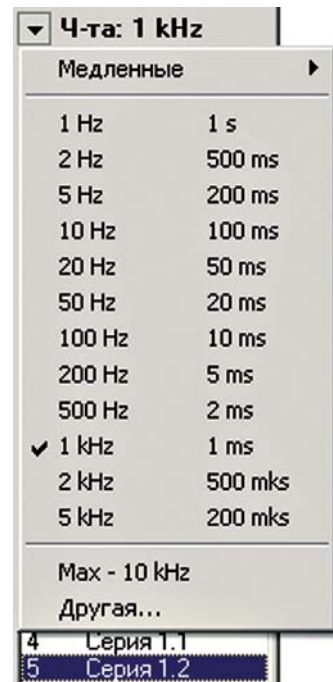 Ч-та: 1 kHz
Медленные
1 Hz 1 s
2 Hz 500 ms
5 Hz 200 ms
10 Hz 100 ms
20 Hz 50 ms
50 Hz 20 ms
100 Hz 10 ms
200 Hz 5 ms
500 Hz 2 ms
1 kHz 1 ms
2 kHz 500 mks
5 kHz 200 mks
Max - 10 kHz
Другая...
4 Серия 1.1
5 Серия 1.2